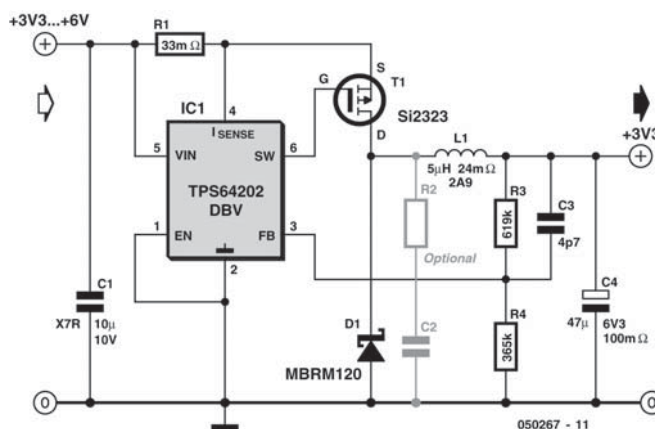 +3V3...+6V
R1
33mΩ
S
G
T1
Si2323
D
IC1
4
I SENSE
5
VIN
SW
6
TPS64202
DBV
1
EN
FB
3
2
L1
5μH 24mΩ
2A9
+3V3
R2
Optional
R3
619k
C3
4p7
C1
X7R
10μ
10V
D1
MBRM120
C2
R4
365k
C4
47μ
6V3
100mΩ
0
0
050267 - 11